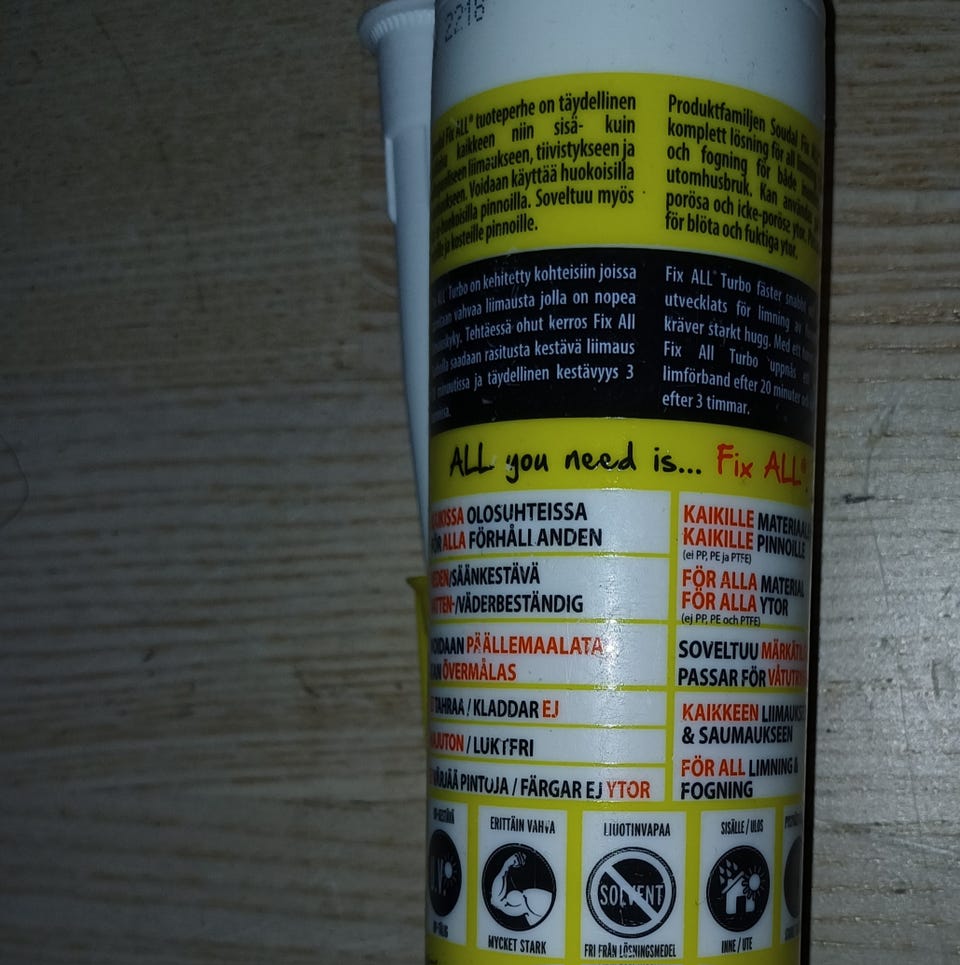 2216
Fix ALL® tuoteperhe on täydellinen
kaikkeen niin sisä- kuin
liimaukseen, tiivistykseen ja
Voidaan käyttää huokoisilla
pinnoilla. Soveltuu myös
ja kosteille pinnoille.
Produktfamiljen Soudal Fix
komplett lösning för all
och fogning för både
utomhusbruk. Kan
porösa och icke-porösa ytor.
för blöta och fuktiga ytor.
ALL® Turbo on kehitetty kohteisiin joissa
vahvaa liimausta jolla on nopea
Tehtäessä ohut kerros Fix All
saadaan rasitusta kestävä liimaus
ja täydellinen kestävyys 3
Fix ALL® Turbo fäster snabbt
utvecklats för limning av
kräver starkt hugg. Med
Fix All Turbo uppnås
limförband efter 20 minuter
efter 3 timmar.
ALL you need is... Fix ALL®
OLOSUHTEISSA
ALLA FÖRHÅLLANDEN
/SÄÄNKESTÄVÄ
-/VÄDERBESTÄNDIG
PÄÄLLEMAALATA
ÖVERMÅLAS
TAHRAA / KLADDAR EJ
/ LUKTFRI
PINTOJA / FÄRGAR EJ YTOR
KAIKILLE
KAIKILLE PINNOILLE
(ei PP, PE ja PTFE)
FÖR ALLA MATERIAL
FÖR ALLA YTOR
(ej PP, PE och PTFE)
SOVELTUU
PASSAR FÖR
KAIKKEEN
& SAUMAUKSEEN
FÖR ALL LIMNING &
FOGNING
ERITTÄIN VAHVA
MYCKET STARK
LIUOTINVAPAA
SOLVENT
FRI FRÅN LÖSNINGSMEDEL
SISÄLLE / ULOS
INNE / UTE